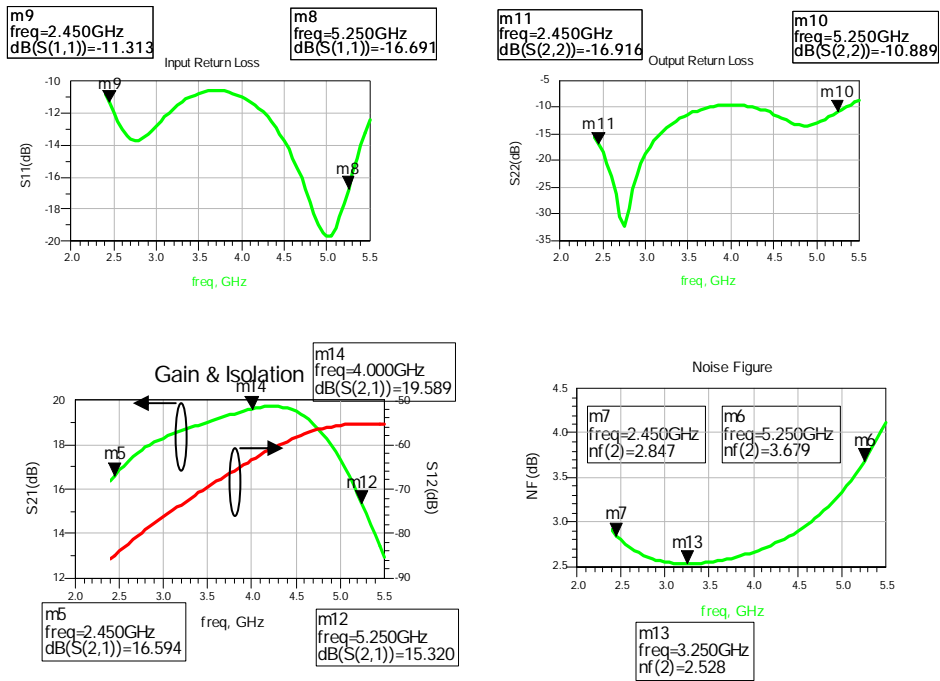 m9
freq=2.450GHz
dB(S(1,1))=-11.313
m8
freq=5.250GHz
dB(S(1,1))=-16.691
Input Return Loss
-10
-12
-14
-16
-18
-20
S11(dB)
m9
m8
2.0 2.5 3.0 3.5 4.0 4.5 5.0 5.5
freq, GHz
m11
freq=2.450GHz
dB(S(2,2))=-16.916
m10
freq=5.250GHz
dB(S(2,2))=-10.889
Output Return Loss
-5
-10
-15
-20
-25
-30
-35
S22(dB)
m11
m10
2.0 2.5 3.0 3.5 4.0 4.5 5.0 5.5
freq, GHz
m14
freq=4.000GHz
dB(S(2,1))=19.589
Gain & Isolation
20
18
16
14
12
S21(dB)
m5
m14
m12
-50
-60
-70
-80
-90
S12(dB)
2.0 2.5 3.0 3.5 4.0 4.5 5.0 5.5
freq, GHz
m5
freq=2.450GHz
dB(S(2,1))=16.594
m12
freq=5.250GHz
dB(S(2,1))=15.320
Noise Figure
4.5
4.0
3.5
3.0
2.5
NF (dB)
m7
freq=2.450GHz
nf(2)=2.847
m6
freq=5.250GHz
nf(2)=3.679
m6
m7
m13
2.0 2.5 3.0 3.5 4.0 4.5 5.0 5.5
freq, GHz
m13
freq=3.250GHz
nf(2)=2.528